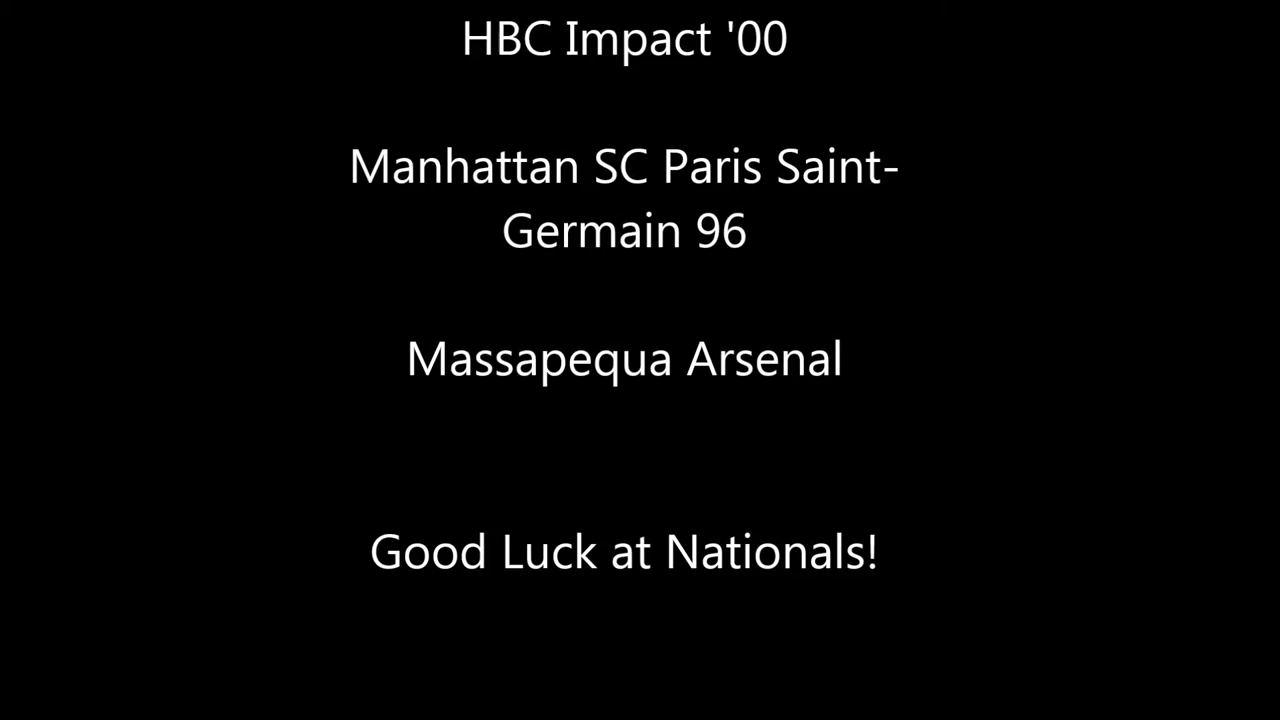 HBC Impact '00
Manhattan SC Paris Saint-
Germain 96
Massapequa Arsenal
Good Luck at Nationals!